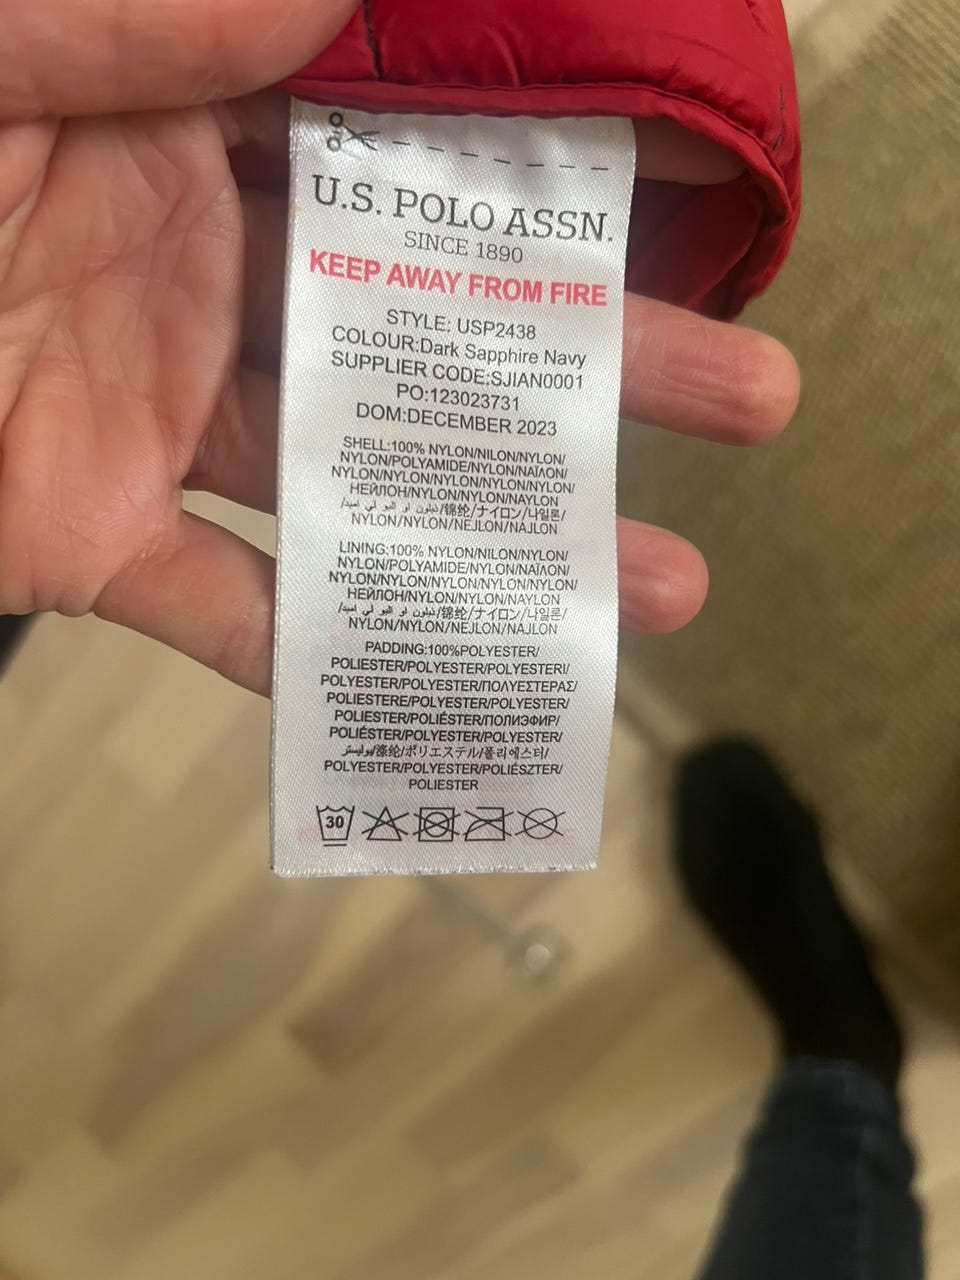 U.S. POLO ASSN.
SINCE 1890
KEEP AWAY FROM FIRE
STYLE: USP2438
COLOUR:Dark Sapphire Navy
SUPPLIER CODE:SJIAN0001
PO:123023731
DOM:DECEMBER 2023
SHELL:100% NYLON/NILON/NYLON/
NYLON/POLYAMIDE/NYLON/ΝΑΪΛΟΝ/
NYLON/NYLON/NYLON/NYLON/NYLON/
НЕЙЛОН/NYLON/NYLON/NAYLON
/锦纶/ナイロン/나일론/
NYLON/NYLON/NEJLON/NAJLON
LINING:100% NYLON/NILON/NYLON/
NYLON/POLYAMIDE/NYLON/ΝΑΪΛΟΝ/
NYLON/NYLON/NYLON/NYLON/NYLON/
НЕЙЛОН/NYLON/NYLON/NAYLON
/锦纶/ナイロン/나일론/
NYLON/NYLON/NEJLON/NAJLON
PADDING:100%POLYESTER/
POLIESTER/POLYESTER/POLYESTERI/
POLYESTER/POLYESTER/ΠΟΛΥΕΣΤΕΡΑΣ/
POLIESTERE/POLYESTER/POLYESTER/
POLIESTER/POLIÉSTER/ПОЛИЭФИР/
POLIÉSTER/POLYESTER/POLYESTER/
بوليستر/涤纶/ポリエステル/폴리에스터/
POLYESTER/POLYESTER/POLIÉSZTER/
POLIESTER
30